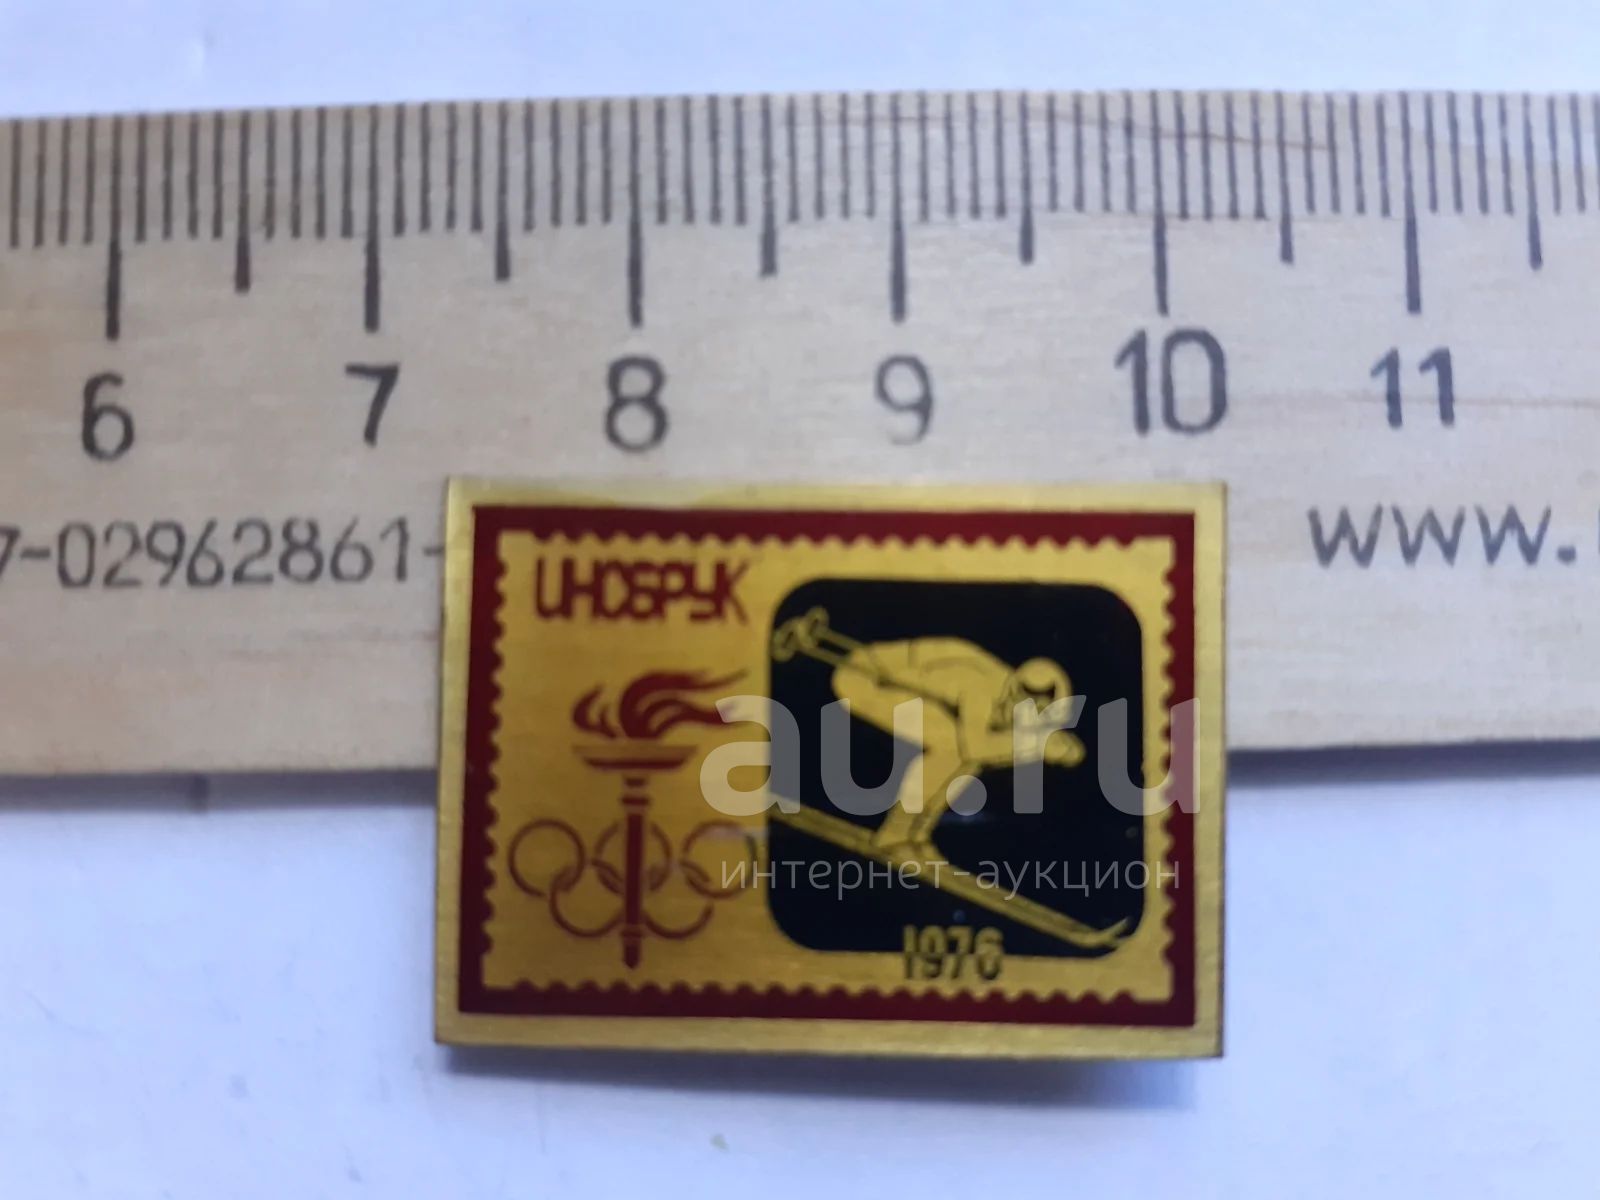 6 7 8 9 10 11
7-02962861-
www.
ИНСБРУК
au.ru
интернет-аукцион
1976